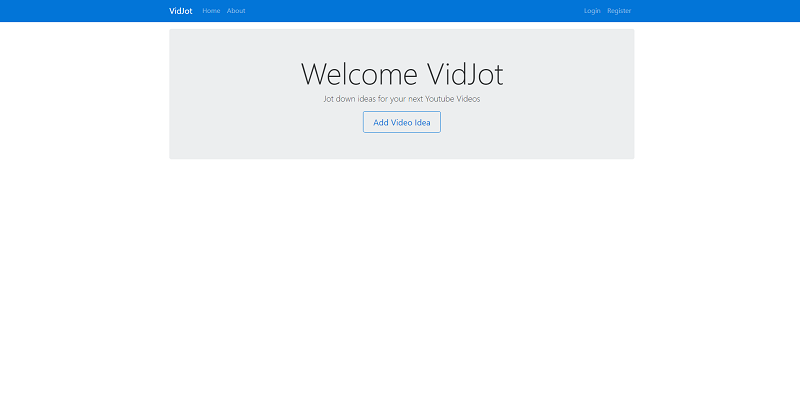 VidJot Home About Login Register
Welcome VidJot
Jot down ideas for your next Youtube Videos
Add Video Idea